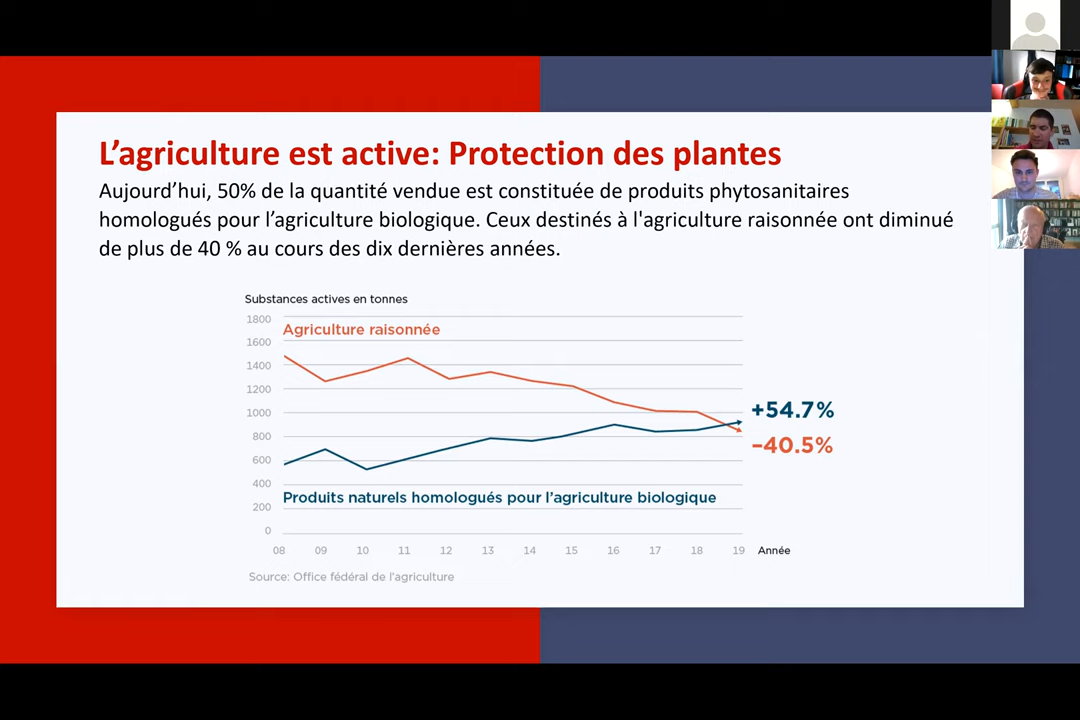 L’agriculture est active: Protection des plantes
Aujourd’hui, 50% de la quantité vendue est constituée de produits phytosanitaires
homologués pour l’agriculture biologique. Ceux destinés à l'agriculture raisonnée ont diminué
de plus de 40 % au cours des dix dernières années.
Substances actives en tonnes
1800
Agriculture raisonnée
1600
1400
1200
1000
+54.7%
800
–40.5%
600
400
Produits naturels homologués pour l’agriculture biologique
200
0
08 09 10 11 12 13 14 15 16 17 18 19 Année
Source: Office fédéral de l’agriculture